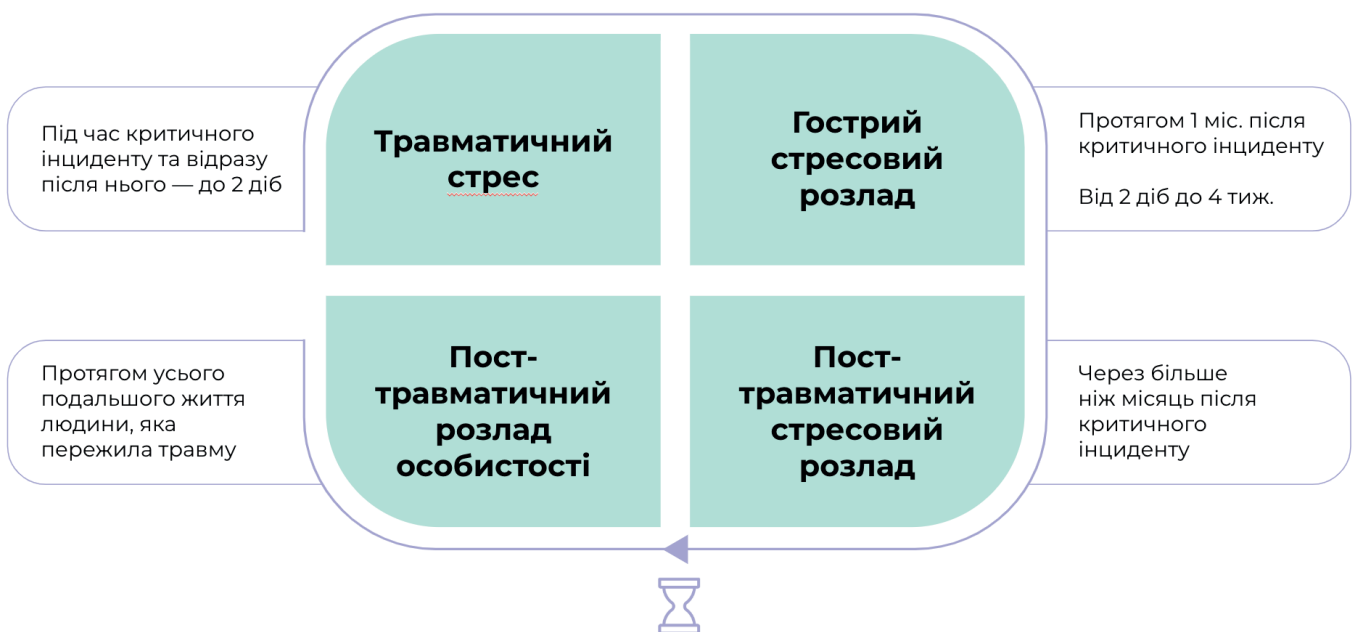 Під час критичного
інциденту та відразу
після нього — до 2 діб
Травматичний
стрес
Гострий
стресовий
розлад
Протягом 1 міс. після
критичного інциденту
Від 2 діб до 4 тиж.
Протягом усього
подальшого життя
людини, яка
пережила травму
Пост-
травматичний
розлад
особистості
Пост-
травматичний
стресовий
розлад
Через більше
ніж місяць після
критичного
інциденту